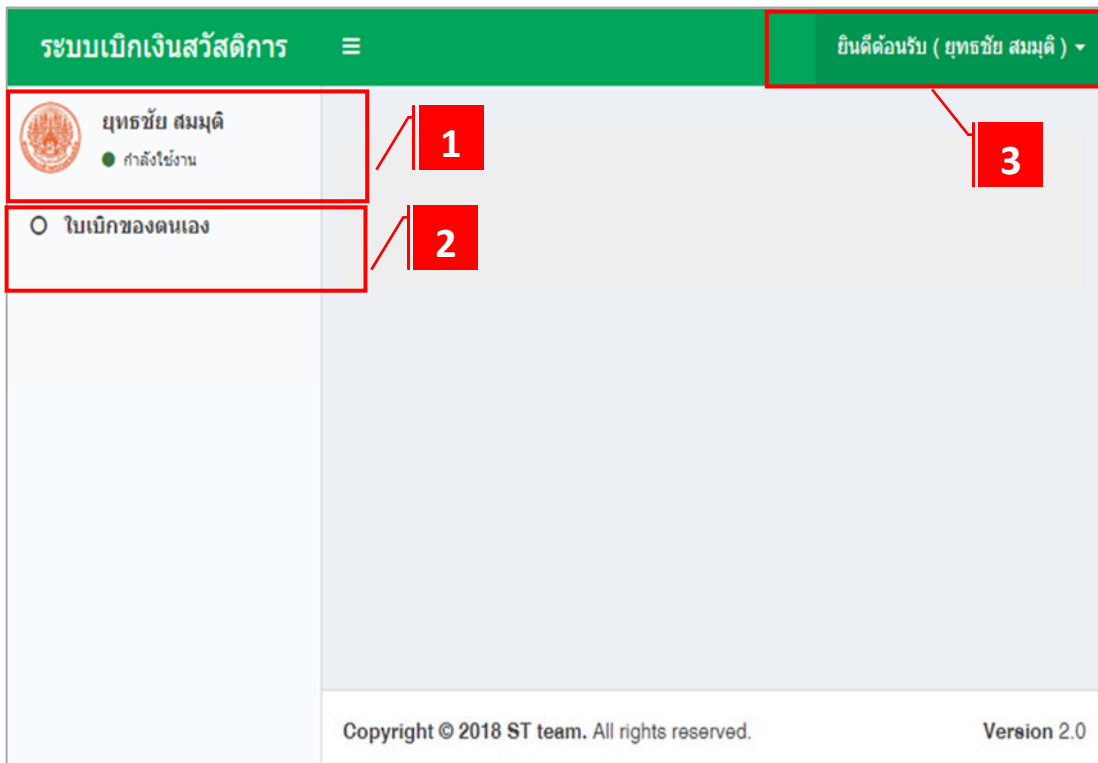 ระบบเบิกเงินสวัสดิการ
ยินดีต้อนรับ ( ยุทธชัย สมมุติ )
ยุทธชัย สมมุติ
กำลังใช้งาน
1
3
ใบเบิกของตนเอง
2
Copyright © 2018 ST team. All rights reserved.
Version 2.0